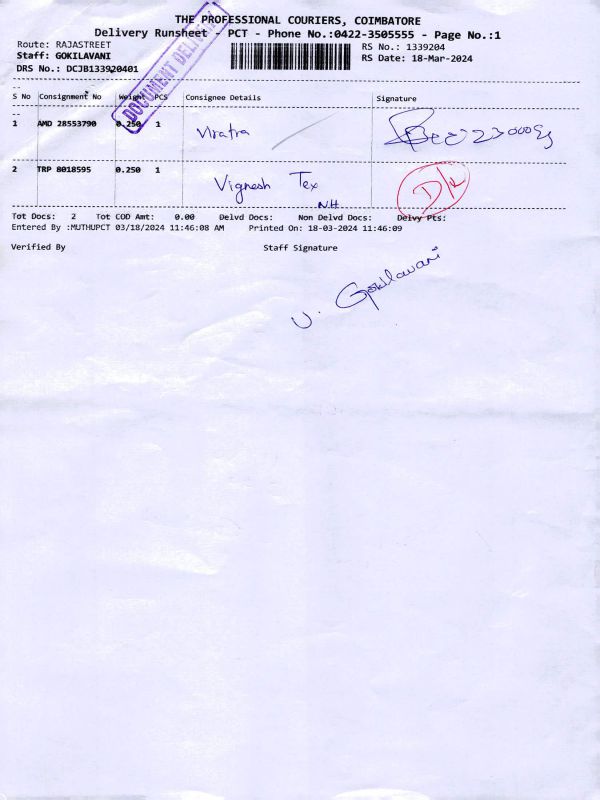 THE PROFESSIONAL COURIERS, COIMBATORE
Delivery Runsheet - PCT - Phone No.:0422-3505555 - Page No.:1
Route: RAJASTREET
RS No.: 1339204
Staff: GOKILAVANI
RS Date: 18-Mar-2024
DRS No.: DCJB133920401
DOCUMENT DELIVERY
S No Consignment No Weight PCS Consignee Details Signature
1 AMD 28553790 0.250 1 Viratra
2 TRP 8018595 0.250 1 Vignesh Tex
NH
Tot Docs: 2 Tot COD Amt: 0.00 Delvd Docs: Non Delvd Docs: Delvy Pts:
Entered By :MUTHUPCT 03/18/2024 11:46:08 AM Printed On: 18-03-2024 11:46:09
Verified By Staff Signature
V. Gokilavani